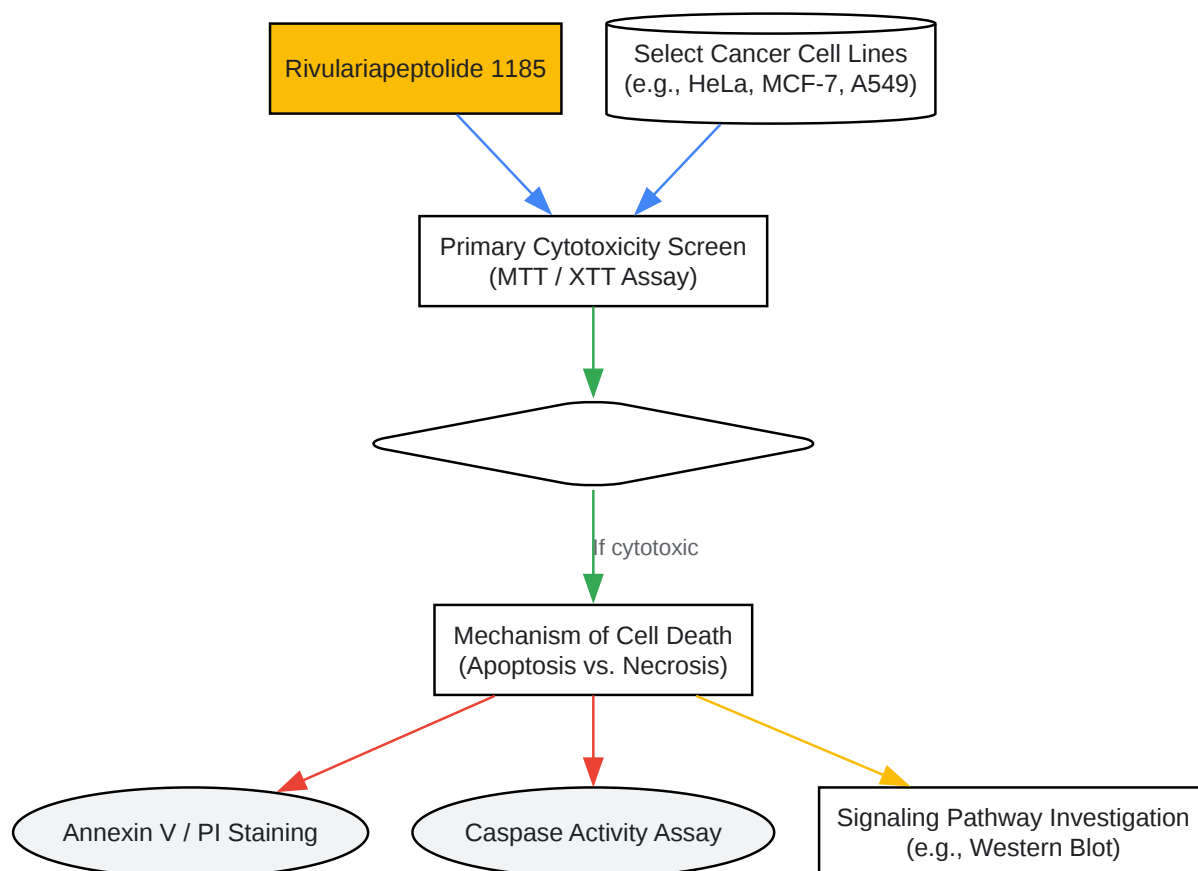 Rivulariapeptolide 1185
Select Cancer Cell Lines
(e.g., HeLa, MCF-7, A549)
Primary Cytotoxicity Screen
(MTT / XTT Assay)
If cytotoxic
Mechanism of Cell Death
(Apoptosis vs. Necrosis)
Annexin V / PI Staining
Caspase Activity Assay
Signaling Pathway Investigation
(e.g., Western Blot)